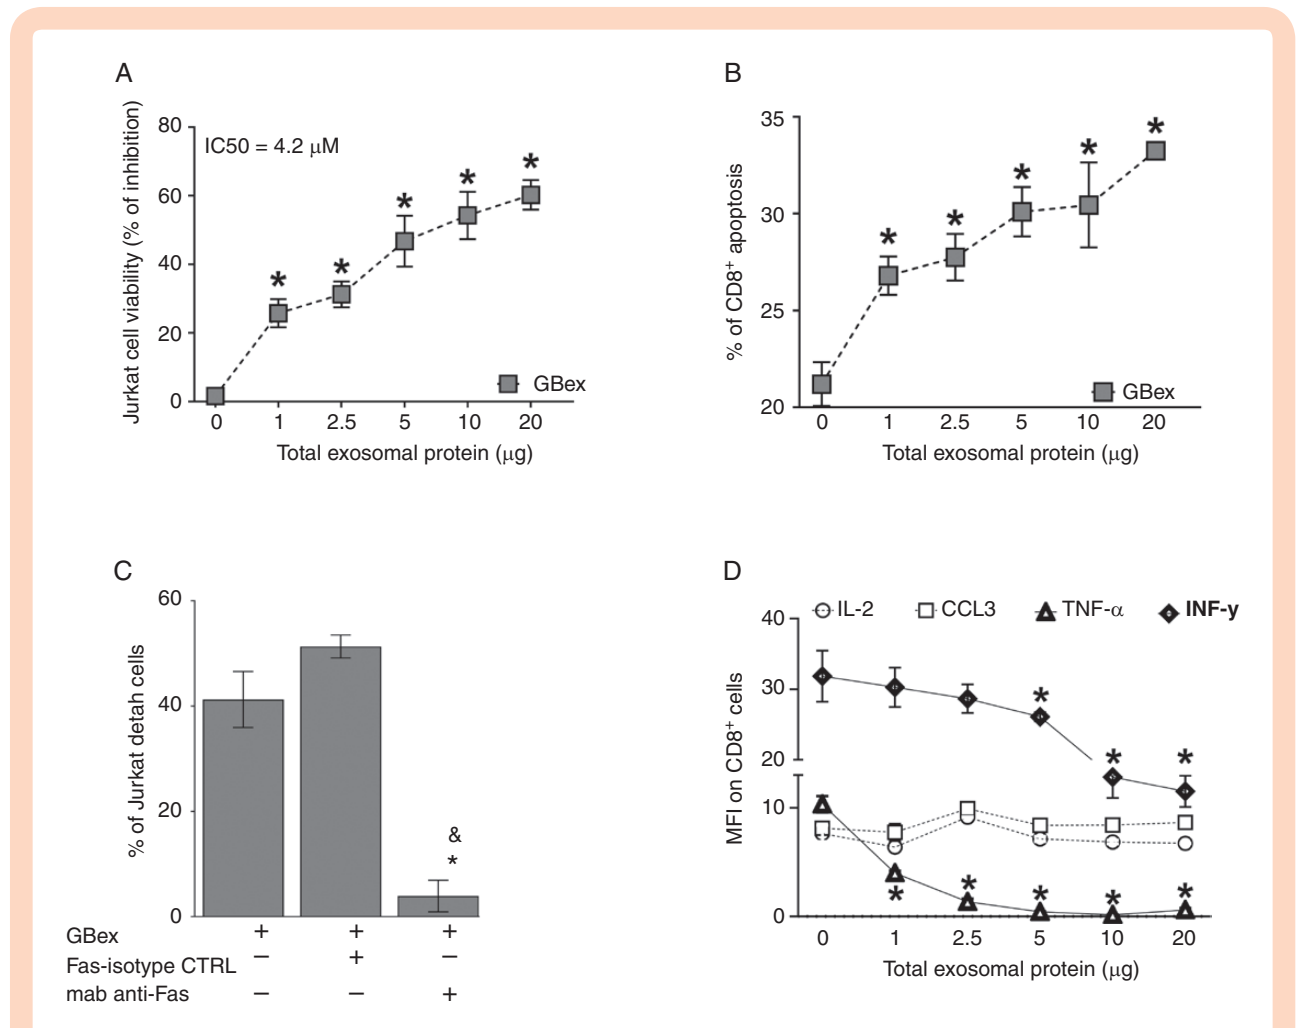 A
Jurkat cell viability (% of inhibition)
80
60
40
20
0
IC50 = 4.2 μM
* * * * *
GBex
0 1 2.5 5 10 20
Total exosomal protein (μg)
B
% of CD8+ apoptosis
35
30
25
20
* * * * *
GBex
0 1 2.5 5 10 20
Total exosomal protein (μg)
C
% of Jurkat detah cells
60
40
20
0
&
*
GBex + + +
Fas-isotype CTRL – + –
mab anti-Fas – – +
D
IL-2 CCL3 TNF-α INF-y
MFI on CD8+ cells
40
30
20
10
0
* * *
* * * * *
0 1 2.5 5 10 20
Total exosomal protein (μg)